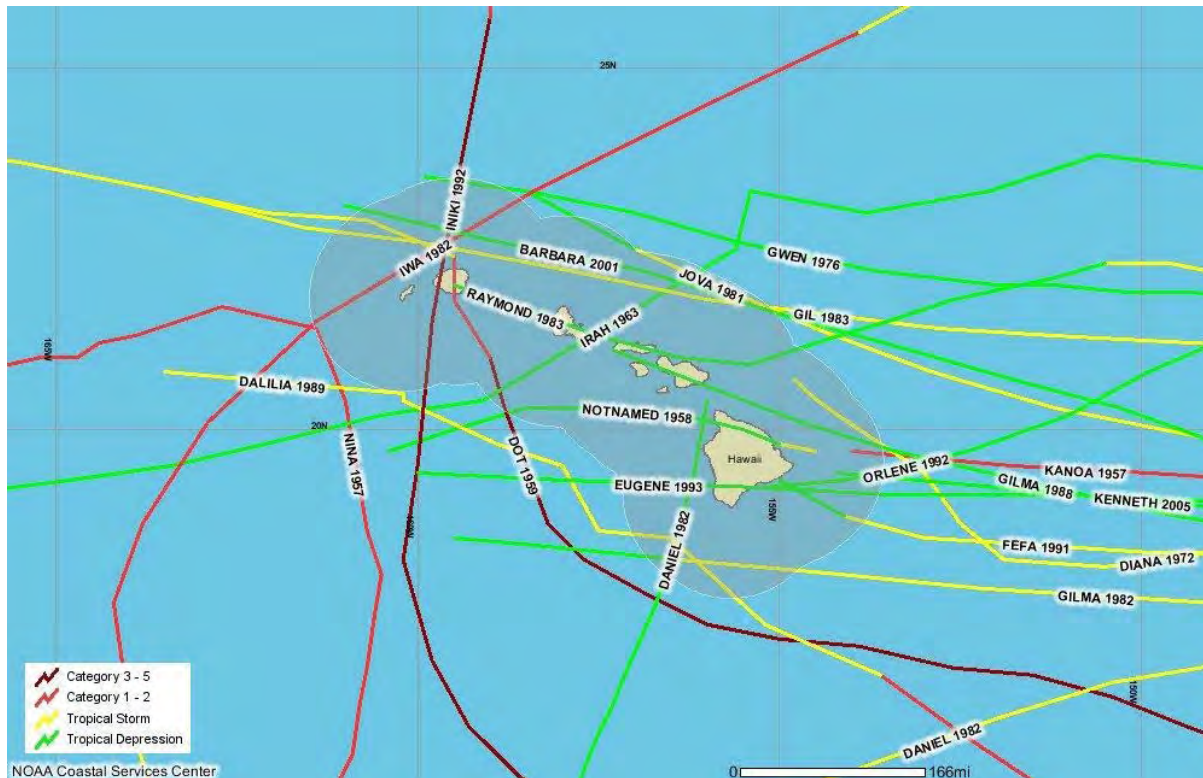 25N
INIKI 1992
IWA 1982
BARBARA 2001
GWEN 1976
JOVA 1981
RAYMOND 1983
IRAH 1963
GIL 1983
165W
DALILIA 1989
NOTNAMED 1958
20N
NINA 1957
DOT 1959
Hawaii
ORLENE 1992
KANOA 1957
EUGENE 1993
GILMA 1988
KENNETH 2005
160W
155W
DANIEL 1982
FEFA 1991
DIANA 1972
GILMA 1982
150W
DANIEL 1982
Category 3 - 5
Category 1 - 2
Tropical Storm
Tropical Depression
NOAA Coastal Services Center
0 166mi